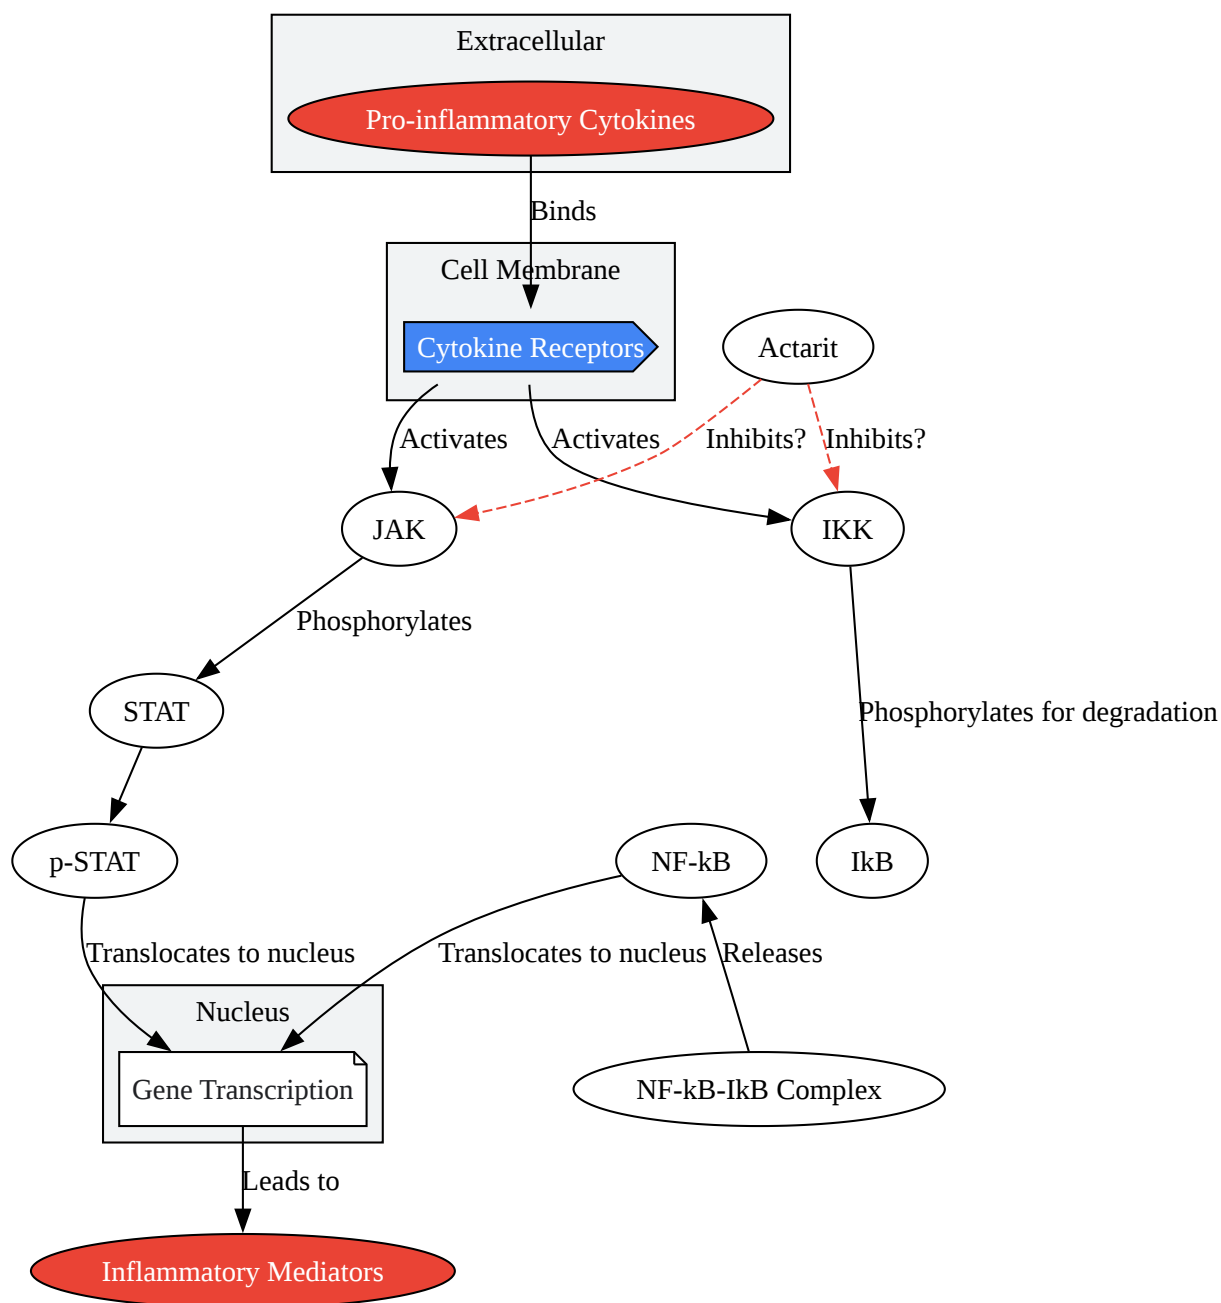 Extracellular
Pro-inflammatory Cytokines
Binds
Cell Membrane
Cytokine Receptors
Actarit
Activates
Activates
Inhibits?
Inhibits?
JAK
IKK
Phosphorylates
STAT
Phosphorylates for degradation
p-STAT
NF-kB
IkB
Translocates to nucleus
Translocates to nucleus
Releases
Nucleus
Gene Transcription
NF-kB-IkB Complex
Leads to
Inflammatory Mediators